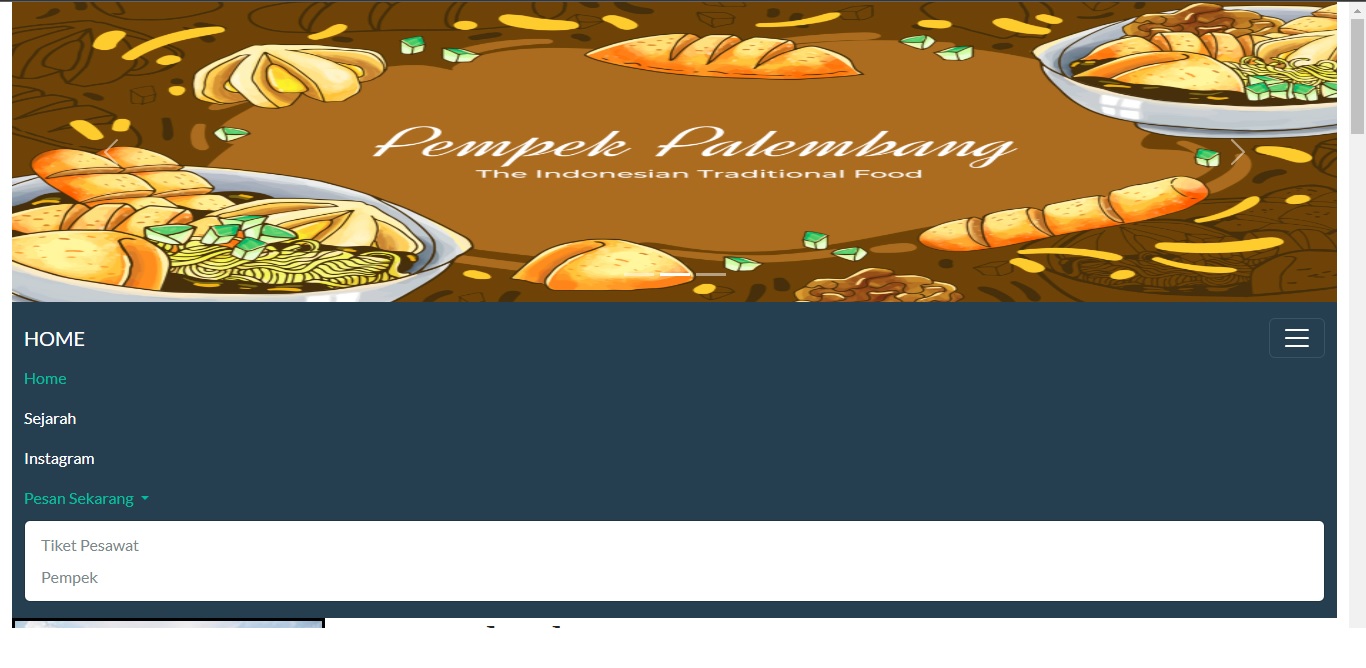 Pempek Palembang
The Indonesian Traditional Food
HOME
Home
Sejarah
Instagram
Pesan Sekarang
Tiket Pesawat
Pempek